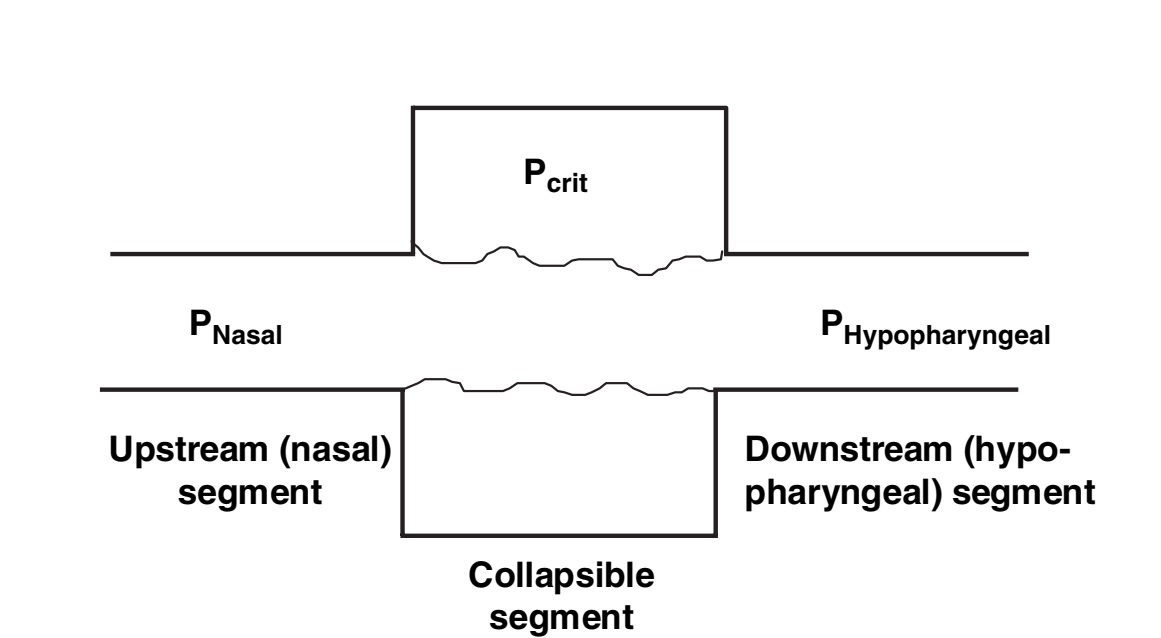 Pcrit
PNasal
PHypopharyngeal
Upstream (nasal)
segment
Downstream (hypo-
pharyngeal) segment
Collapsible
segment